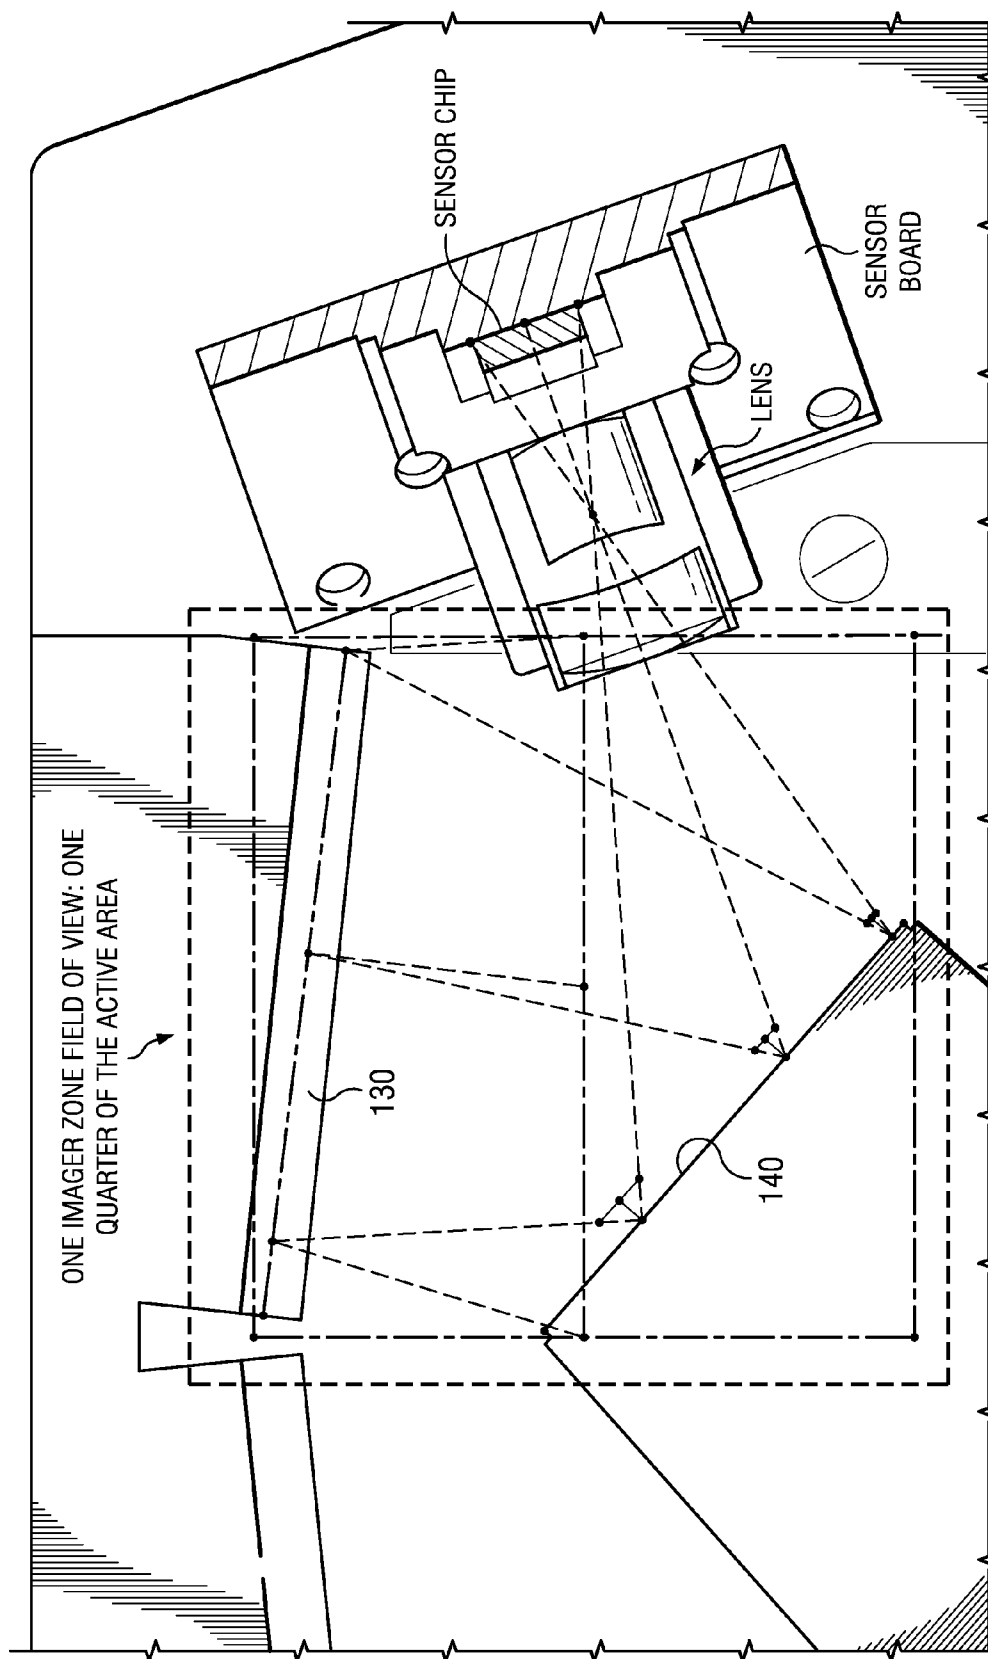 ONE IMAGER ZONE FIELD OF VIEW: ONE
QUARTER OF THE ACTIVE AREA
130
140
SENSOR CHIP
LENS
SENSOR
BOARD